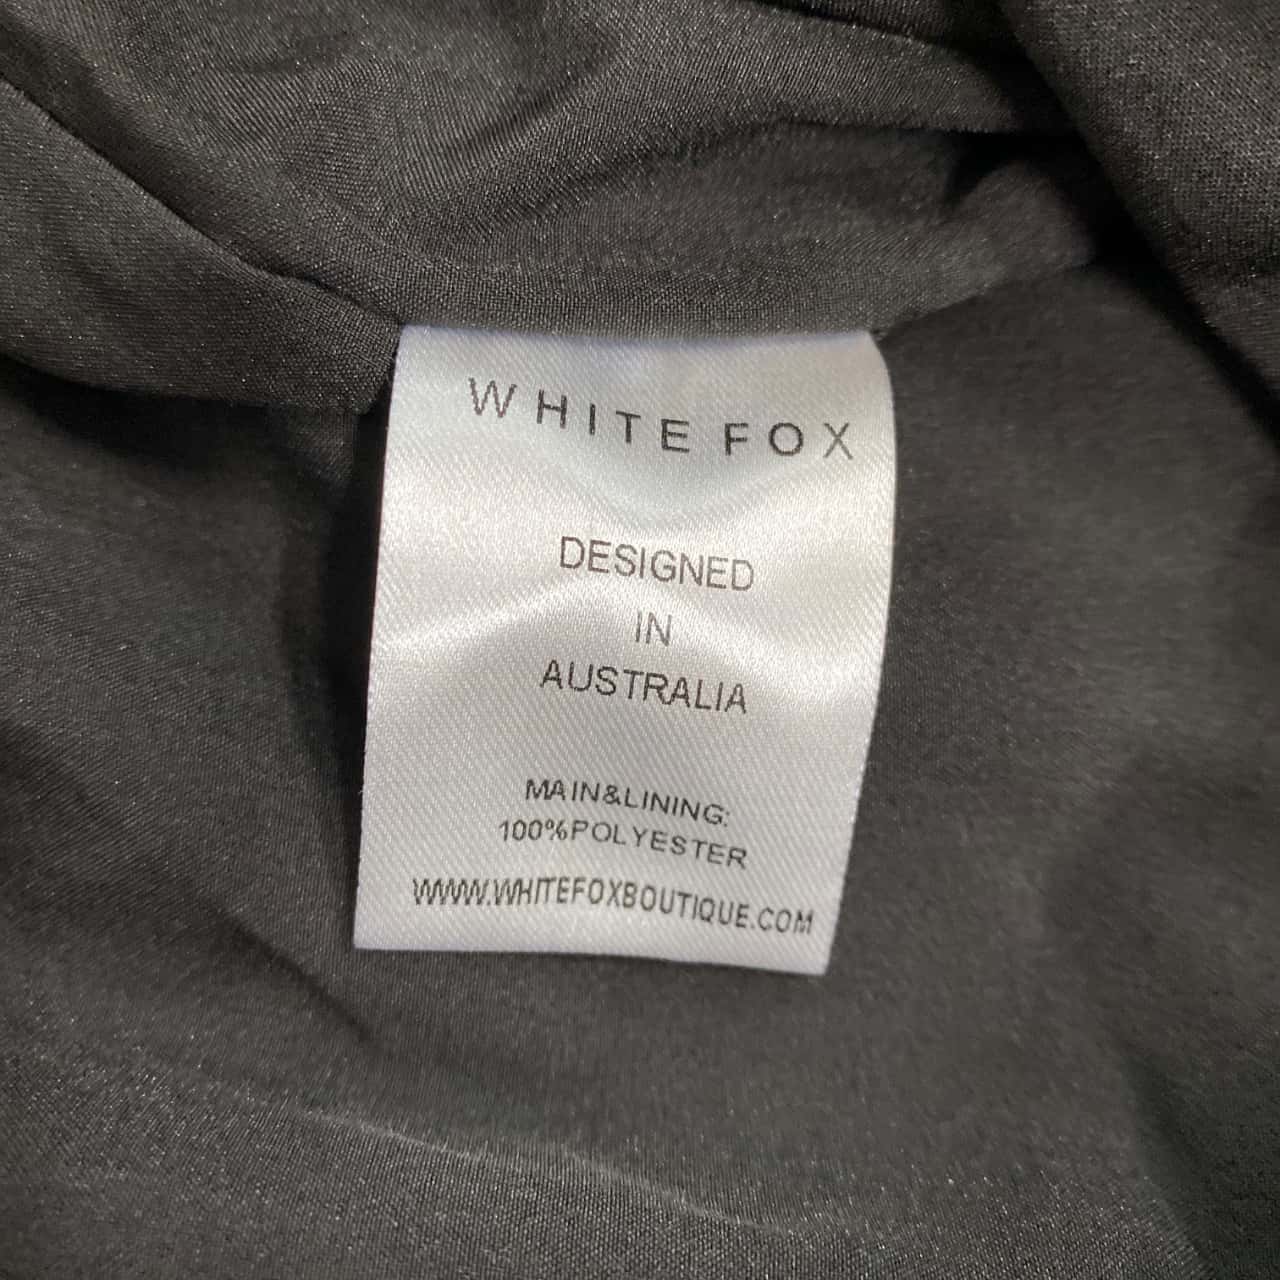 WHITE FOX
DESIGNED
IN
AUSTRALIA
MAIN&LINING:
100%POLYESTER
WWW.WHITEFOXBOUTIQUE.COM